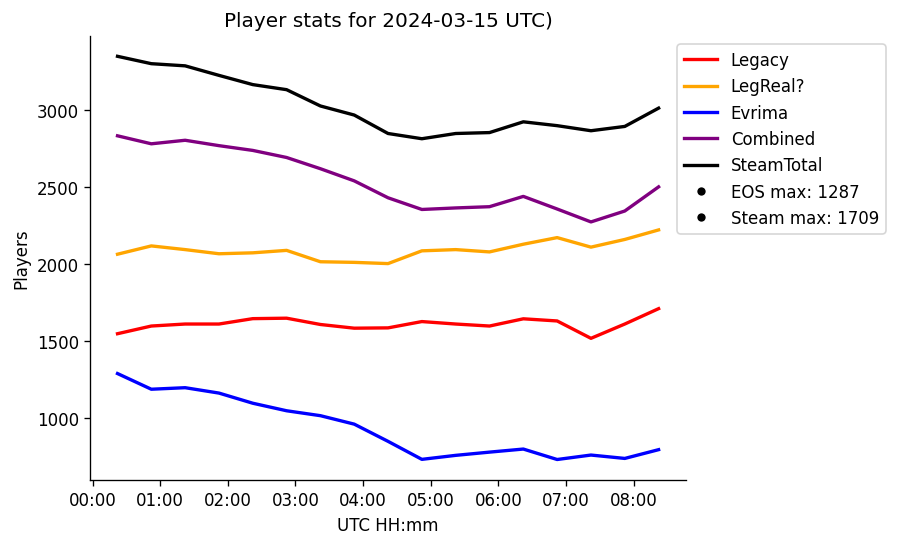 Player stats for 2024-03-15 UTC)
Legacy
LegReal?
Evrima
Combined
SteamTotal
EOS max: 1287
Steam max: 1709
Players
3000
2500
2000
1500
1000
00:00 01:00 02:00 03:00 04:00 05:00 06:00 07:00 08:00
UTC HH:mm